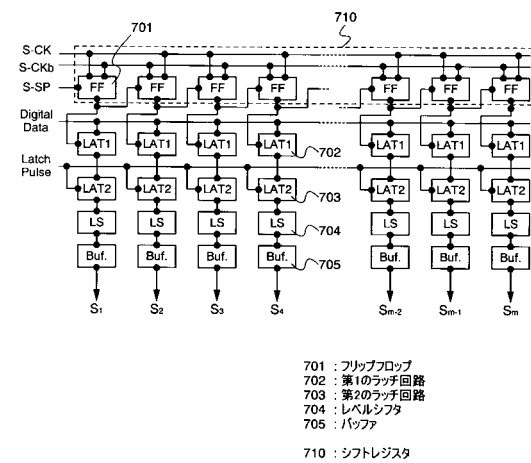 701
710
S-CK
S-CKb
S-SP
FF FF FF FF FF FF FF
Digital
Data
LAT1 LAT1 LAT1 LAT1 LAT1 LAT1 LAT1
702
Latch
Pulse
LAT2 LAT2 LAT2 LAT2 LAT2 LAT2 LAT2
703
LS LS LS LS LS LS LS
704
Buf. Buf. Buf. Buf. Buf. Buf. Buf.
705
S1 S2 S3 S4 Sm-2 Sm-1 Sm
701 : フリップフロップ
702 : 第1のラッチ回路
703 : 第2のラッチ回路
704 : レベルシフタ
705 : バッファ
710 : シフトレジスタ